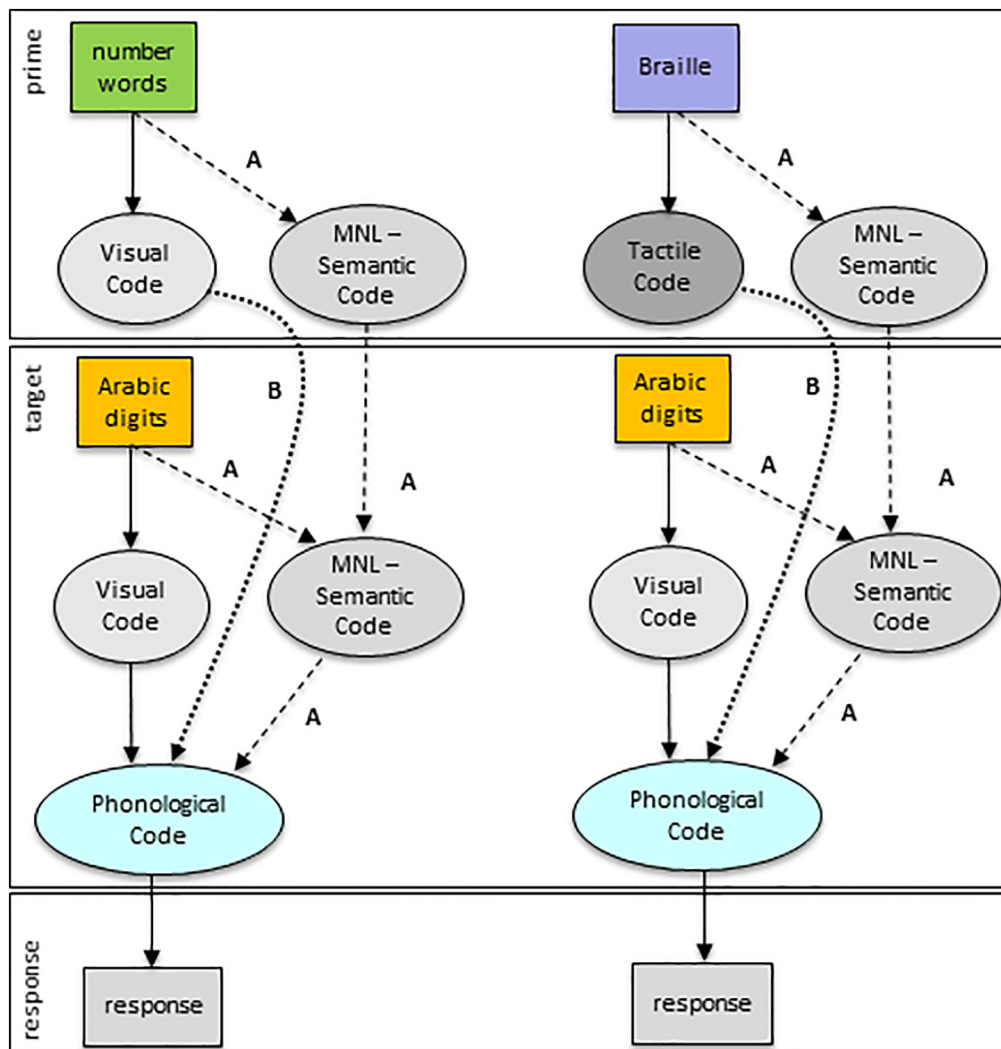 prime
number
words
Braille
A
A
Visual
Code
MNL –
Semantic
Code
Tactile
Code
MNL –
Semantic
Code
target
Arabic
digits
B
A
A
Arabic
digits
B
A
A
Visual
Code
MNL –
Semantic
Code
Visual
Code
MNL –
Semantic
Code
A
A
Phonological
Code
Phonological
Code
response
response
response